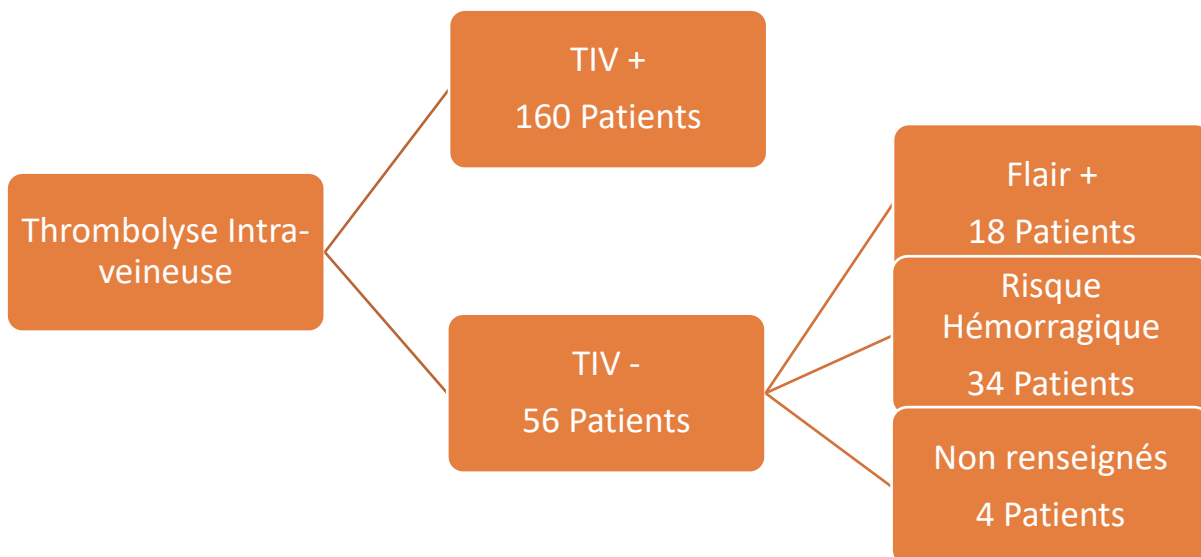 Thrombolyse Intra-
veineuse
TIV +
160 Patients
TIV -
56 Patients
Flair +
18 Patients
Risque
Hémorragique
34 Patients
Non renseignés
4 Patients